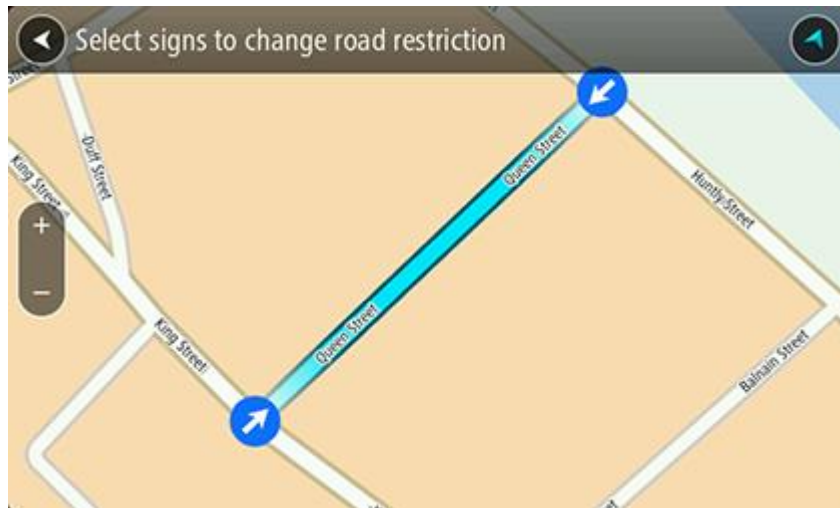 Select signs to change road restriction
Duff Street
King Street
Queen Street
Huntly Street
+
−
Queen Street
King Street
Balnain Street